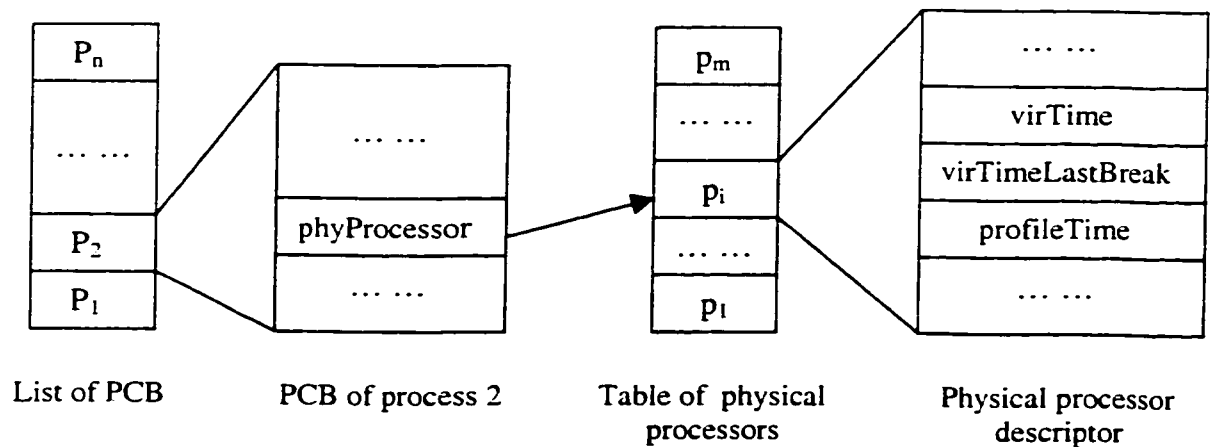 Pₙ
... ...
P₂
P₁
List of PCB
... ...
phyProcessor
... ...
PCB of process 2
pₘ
... ...
pᵢ
... ...
p₁
Table of physical
processors
... ...
virTime
virTimeLastBreak
profileTime
... ...
Physical processor
descriptor